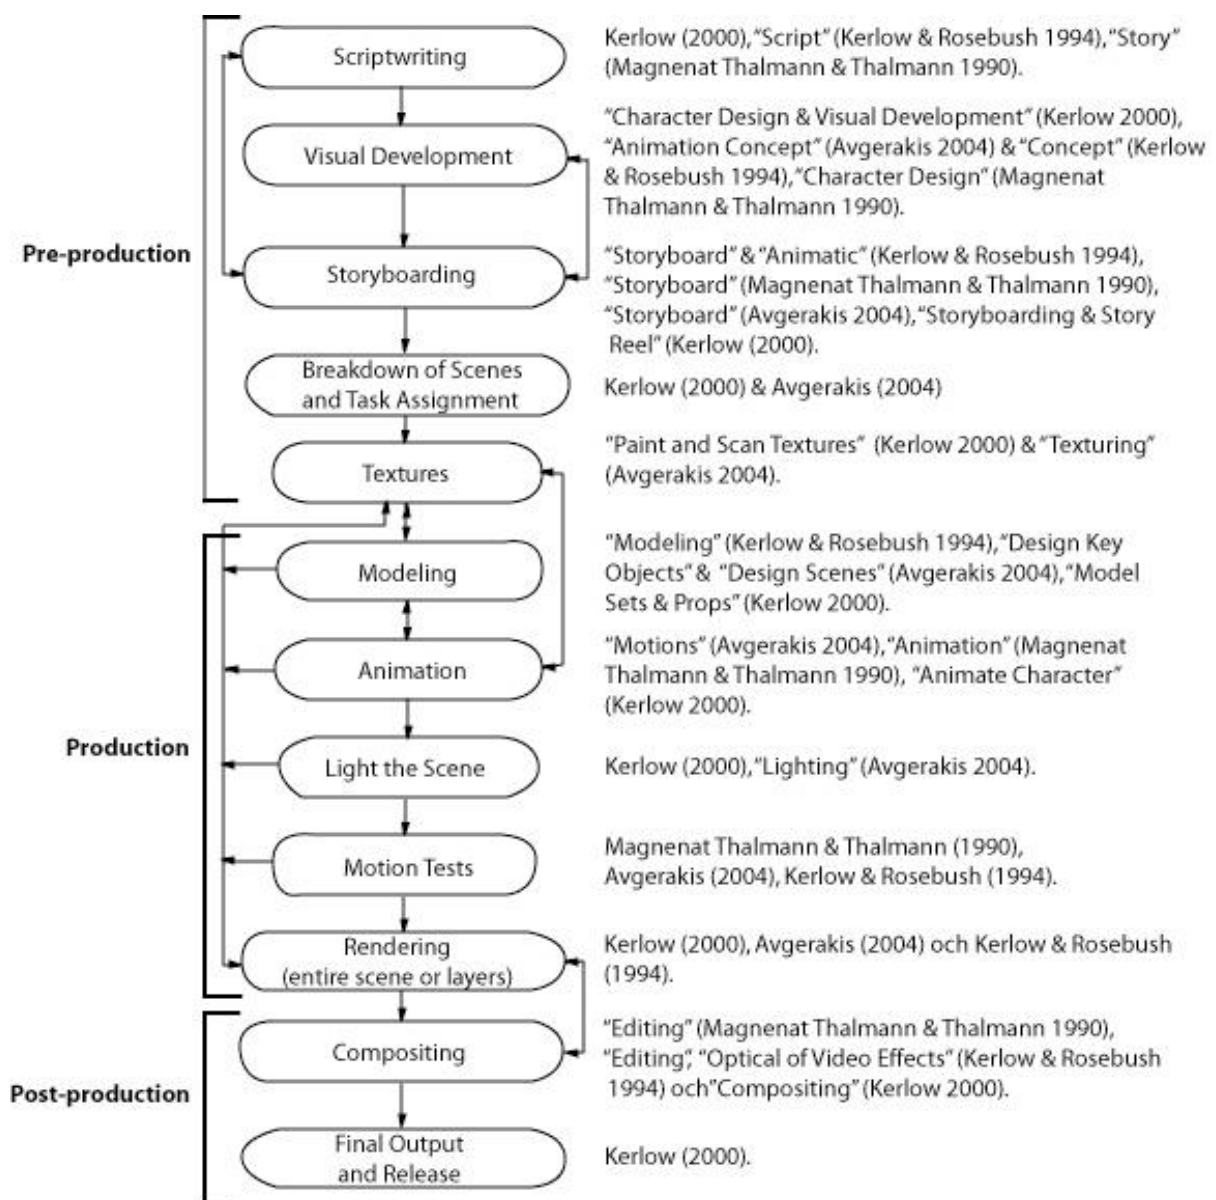 Scriptwriting
Kerlow (2000), “Script” (Kerlow & Rosebush 1994), “Story”
(Magnenat Thalmann & Thalmann 1990).
Visual Development
“Character Design & Visual Development” (Kerlow 2000),
“Animation Concept” (Avgerakis 2004) & “Concept” (Kerlow
& Rosebush 1994), “Character Design” (Magnenat
Thalmann & Thalmann 1990).
Pre-production
Storyboarding
“Storyboard” & “Animatic” (Kerlow & Rosebush 1994),
“Storyboard” (Magnenat Thalmann & Thalmann 1990),
“Storyboard” (Avgerakis 2004), “Storyboarding & Story
Reel” (Kerlow (2000).
Breakdown of Scenes
and Task Assignment
Kerlow (2000) & Avgerakis (2004)
Textures
“Paint and Scan Textures” (Kerlow 2000) & “Texturing”
(Avgerakis 2004).
Modeling
“Modeling” (Kerlow & Rosebush 1994), “Design Key
Objects” & “Design Scenes” (Avgerakis 2004), “Model
Sets & Props” (Kerlow 2000).
Animation
“Motions” (Avgerakis 2004), “Animation” (Magnenat
Thalmann & Thalmann 1990), “Animate Character”
(Kerlow 2000).
Production
Light the Scene
Kerlow (2000), “Lighting” (Avgerakis 2004).
Motion Tests
Magnenat Thalmann & Thalmann (1990),
Avgerakis (2004), Kerlow & Rosebush (1994).
Rendering
(entire scene or layers)
Kerlow (2000), Avgerakis (2004) och Kerlow & Rosebush
(1994).
Compositing
“Editing” (Magnenat Thalmann & Thalmann 1990),
“Editing”, “Optical of Video Effects” (Kerlow & Rosebush
1994) och ”Compositing” (Kerlow 2000).
Post-production
Final Output
and Release
Kerlow (2000).